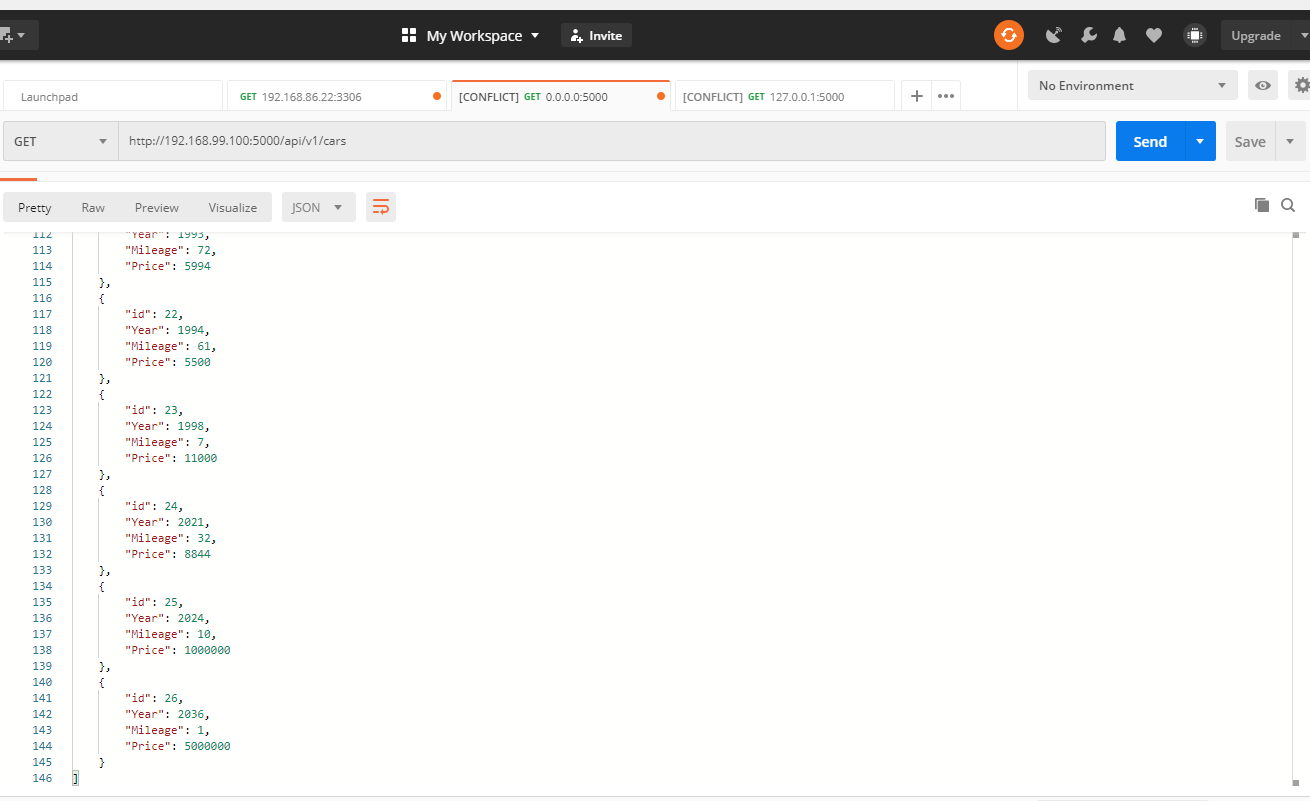 My Workspace Invite Upgrade
Launchpad GET 192.168.86.22:3306 [CONFLICT] GET 0.0.0.0:5000 [CONFLICT] GET 127.0.0.1:5000 No Environment
GET http://192.168.99.100:5000/api/v1/cars Send Save
Pretty Raw Preview Visualize JSON
112 "Year": 1993,
113 "Mileage": 72,
114 "Price": 5994
115 },
116 {
117 "id": 22,
118 "Year": 1994,
119 "Mileage": 61,
120 "Price": 5500
121 },
122 {
123 "id": 23,
124 "Year": 1998,
125 "Mileage": 7,
126 "Price": 11000
127 },
128 {
129 "id": 24,
130 "Year": 2021,
131 "Mileage": 32,
132 "Price": 8844
133 },
134 {
135 "id": 25,
136 "Year": 2024,
137 "Mileage": 10,
138 "Price": 1000000
139 },
140 {
141 "id": 26,
142 "Year": 2036,
143 "Mileage": 1,
144 "Price": 5000000
145 }
146 ]